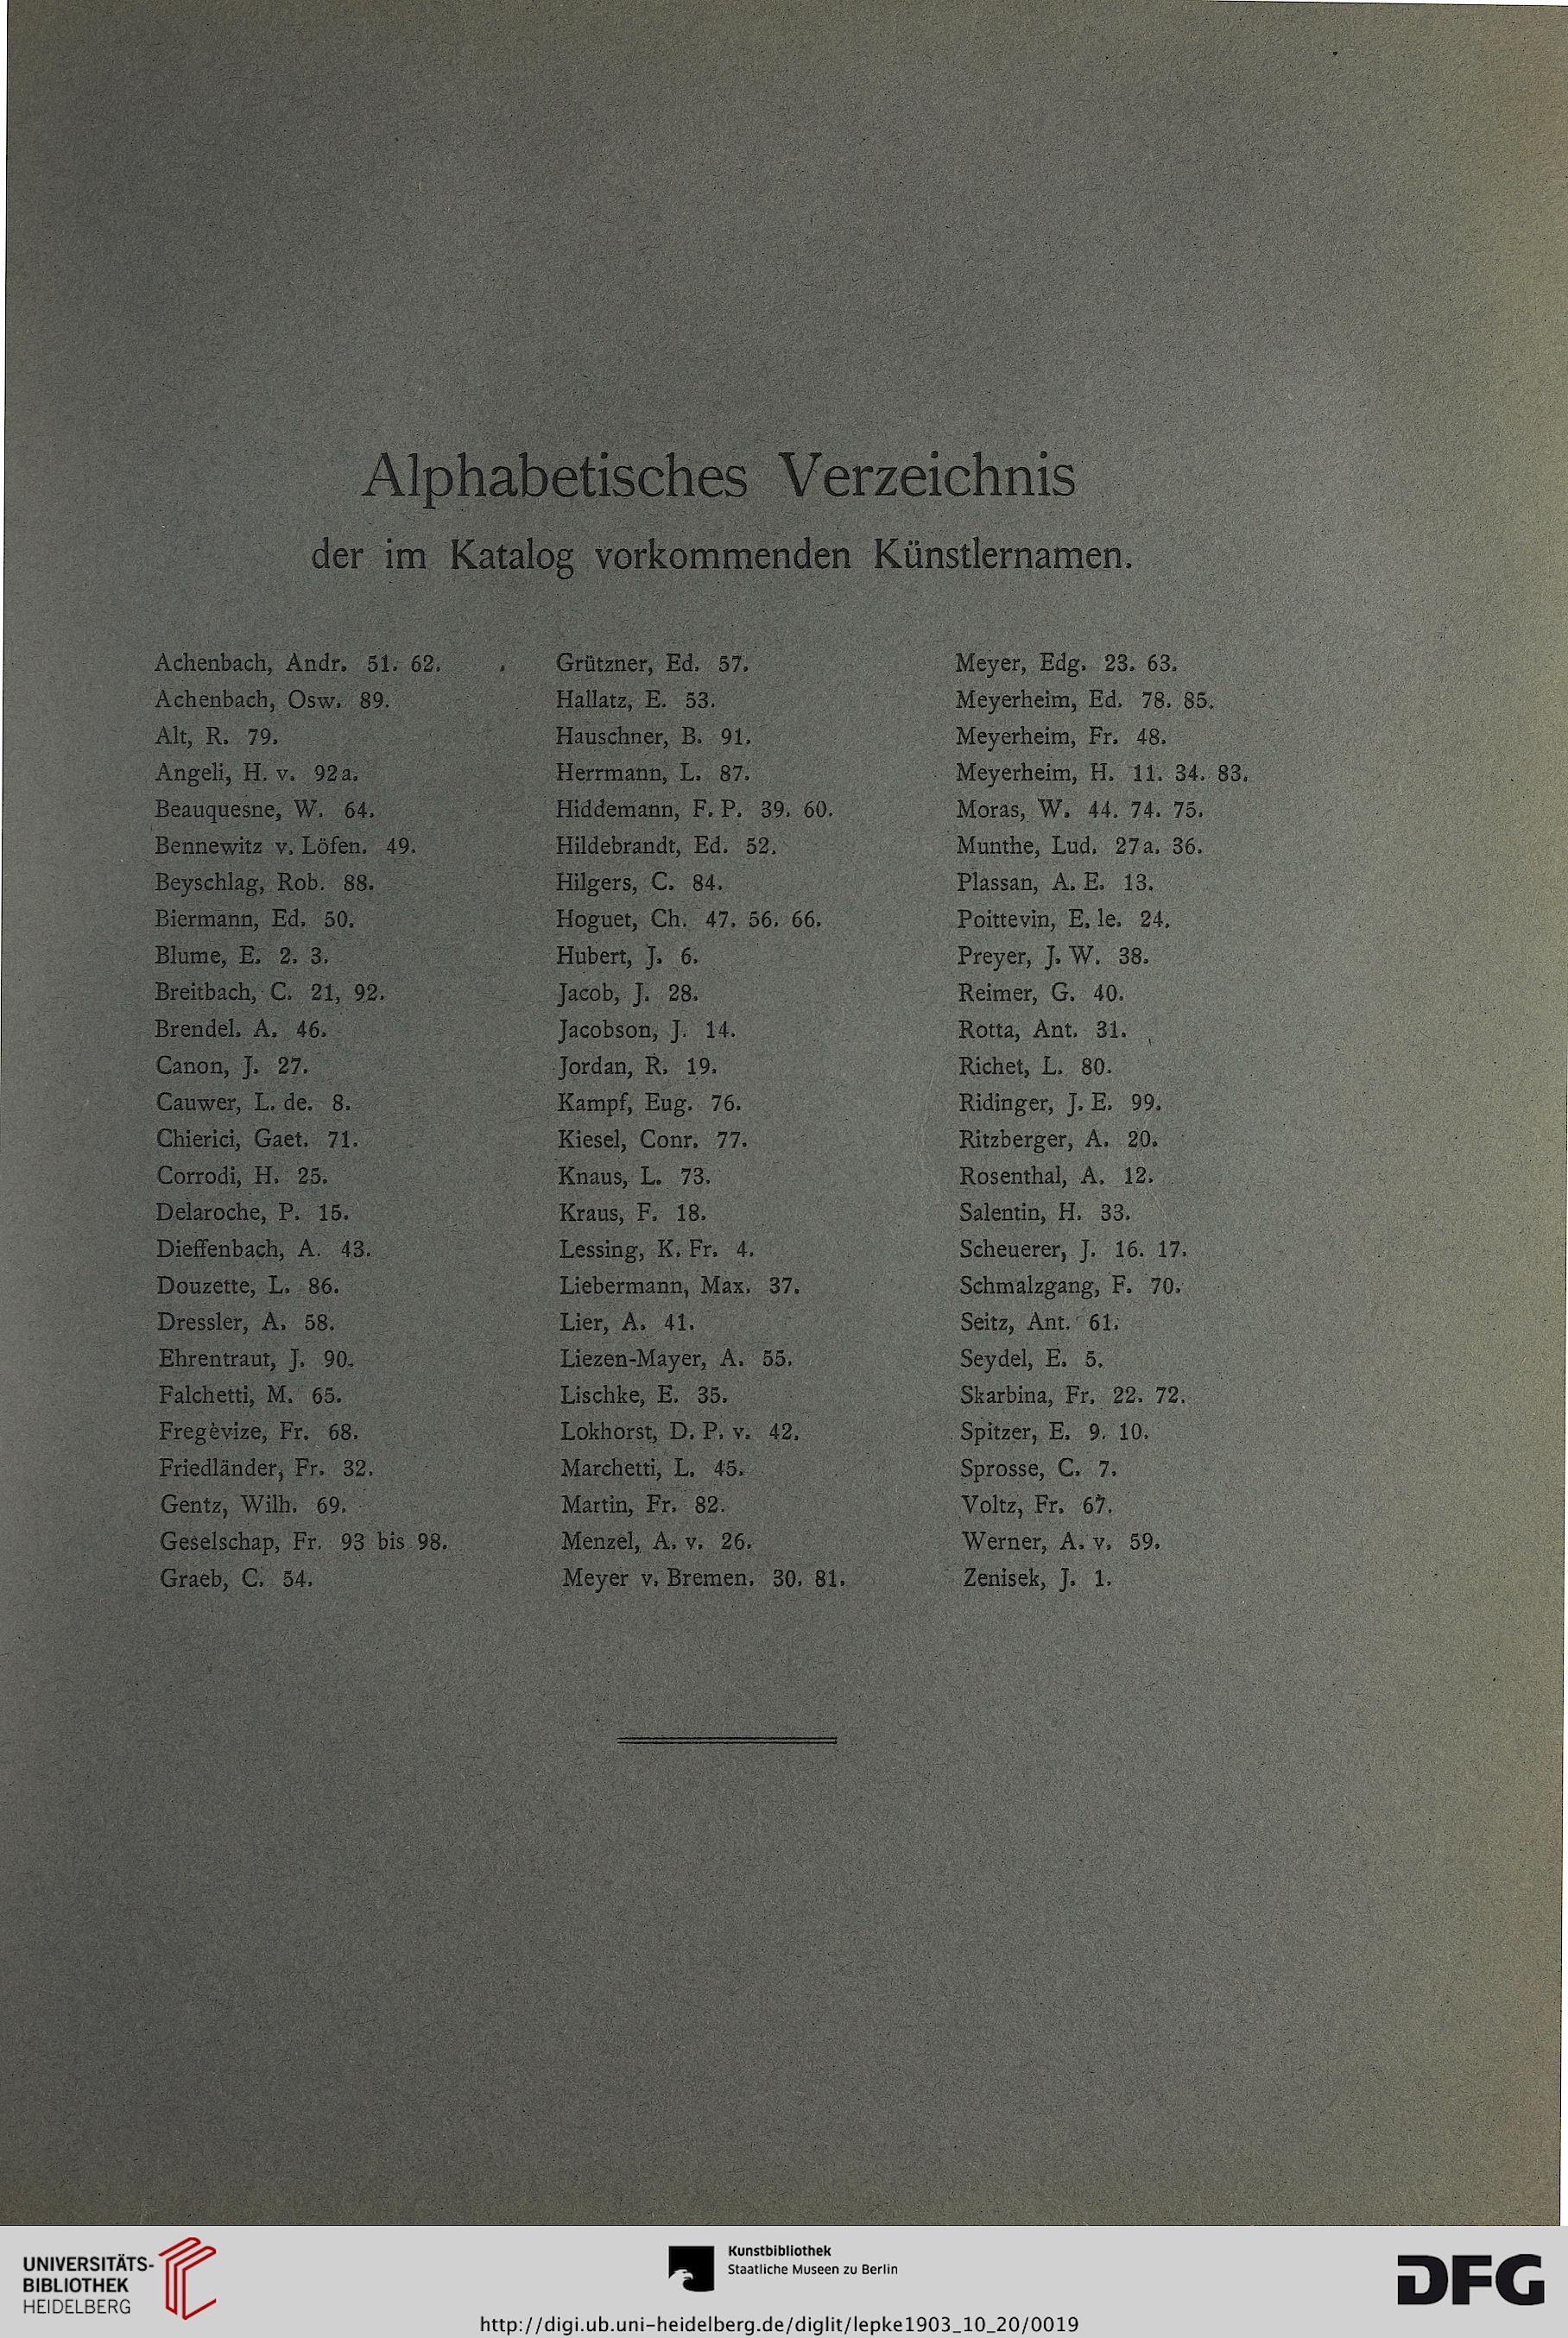 Alphabetisches Verzeichnis
der im Katalog vorkommenden Künstlernamen.
Achenbach, Andr. 51. 62.
Achenbach, Osw. 89.
Alt, R. 79.
Angeli, H. v. 92a.
Beauquesne, W. 64.
Bennewitz v. Löfen. 49.
Beyschlag, Rob. 88.
Biermann, Ed. 50.
Blume, E. 2. 3.
Breitbach, C. 21, 92.
Brendel. A. 46.
Canon, J. 27.
Cauwer, L. de. 8.
Chierici, Gaet. 71.
Corrodi, H. 25.
Delaroche, P. 15.
Dieffenbach, A. 43.
Douzette, L. 86.
Dressler, A. 58.
Ehrentraut, J. 90.
Falchetti, M. 65.
Fregèvize, Fr. 68.
Friedländer, Fr. 32.
Gentz, Wilh. 69.
Geselschap, Fr. 93 bis 98.
Graeb, C. 54.
Grützner, Ed. 57.
Hallatz, E. 53.
Hauschner, B. 91.
Herrmann, L. 87.
Hiddemann, F. P. 39. 60.
Hildebrandt, Ed. 52.
Hilgers, C. 84.
Hoguet, Ch. 47. 56. 66.
Hubert, J. 6.
Jacob, J. 28.
Jacobson, J. 14.
Jordan, R. 19.
Kampf, Eug. 76.
Kiesel, Conr. 77.
Knaus, L. 73.
Kraus, F. 18.
Lessing, K. Fr. 4.
Liebermann, Max. 37.
Lier, A. 41.
Liezen-Mayer, A. 55.
Lischke, E. 35.
Lokhorst, D. P. v. 42.
Marchetti, L. 45.
Martin, Fr. 82.
Menzel, A. v. 26.
Meyer v. Bremen. 30. 81.
Meyer, Edg. 23. 63.
Meyerheim, Ed. 78. 85.
Meyerheim, Fr. 48.
Meyerheim, H. 11. 34. 83.
Moras, W. 44. 74. 75.
Munthe, Lud. 27a. 36.
Plassan, A. E. 13.
Poittevin, E. le. 24.
Preyer, J. W. 38.
Reimer, G. 40.
Rotta, Ant. 31.
Richet, L. 80.
Ridinger, J. E. 99.
Ritzberger, A. 20.
Rosenthal, A. 12.
Salentin, H. 33.
Scheuerer, J. 16. 17.
Schmalzgang, F. 70.
Seitz, Ant. 61.
Seydel, E. 5.
Skarbina, Fr. 22. 72.
Spitzer, E. 9. 10.
Sprosse, C. 7.
Voltz, Fr. 67.
Werner, A. v. 59.
Zenisek, J. 1.
UNIVERSITÄTS-
BIBLIOTHEK
HEIDELBERG
Kunstbibliothek
Staatliche Museen zu Berlin
DFG
http://digi.ub.uni-heidelberg.de/diglit/lepke1903_10_20/0019